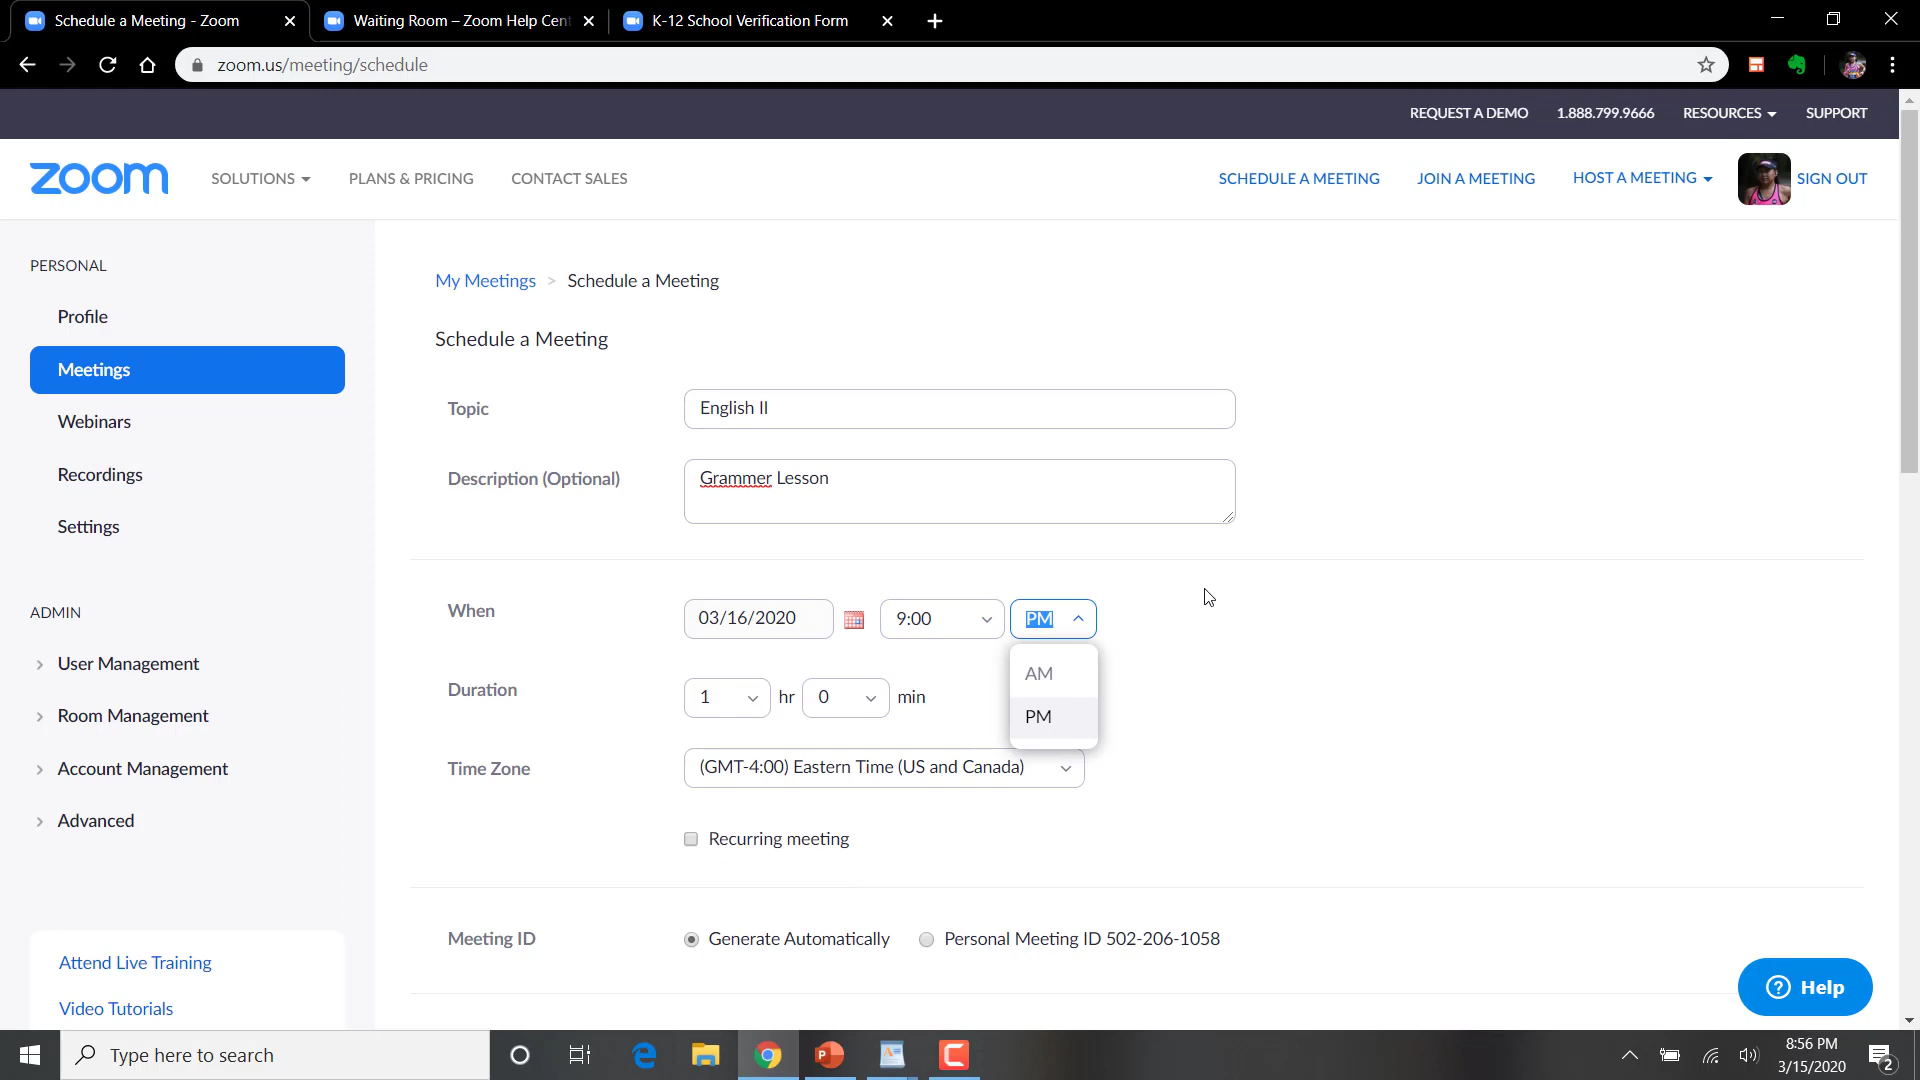 Schedule a Meeting - Zoom
Waiting Room – Zoom Help Cent
K-12 School Verification Form
zoom.us/meeting/schedule
REQUEST A DEMO 1.888.799.9666 RESOURCES SUPPORT
zoom SOLUTIONS PLANS & PRICING CONTACT SALES SCHEDULE A MEETING JOIN A MEETING HOST A MEETING SIGN OUT
PERSONAL
Profile
Meetings
Webinars
Recordings
Settings
ADMIN
User Management
Room Management
Account Management
Advanced
Attend Live Training
Video Tutorials
My Meetings > Schedule a Meeting
Schedule a Meeting
Topic English II
Description (Optional) Grammer Lesson
When 03/16/2020 9:00 PM
AM
PM
Duration 1 hr 0 min
Time Zone (GMT-4:00) Eastern Time (US and Canada)
Recurring meeting
Meeting ID Generate Automatically Personal Meeting ID 502-206-1058
? Help
Type here to search
8:56 PM
3/15/2020
2